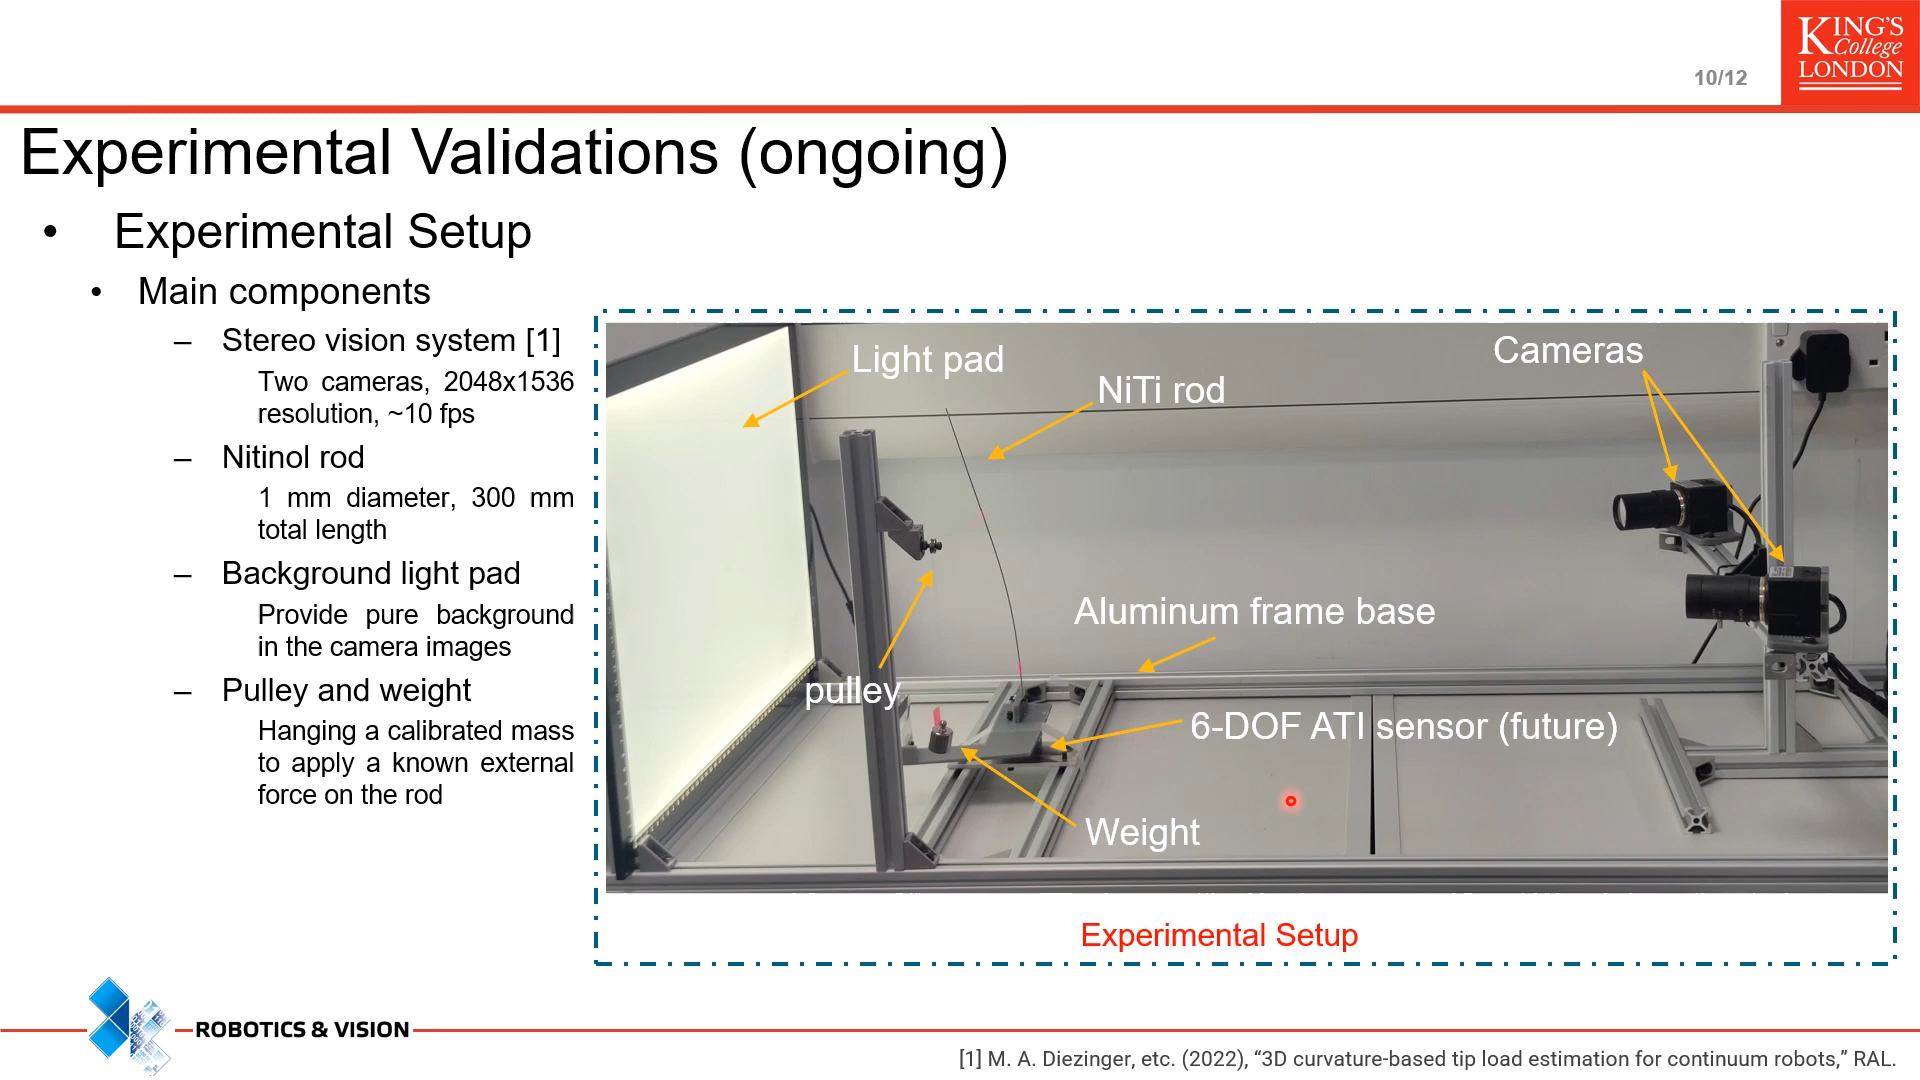 KING'S
College
LONDON
10/12
Experimental Validations (ongoing)
• Experimental Setup
• Main components
– Stereo vision system [1]
Two cameras, 2048x1536
resolution, ~10 fps
– Nitinol rod
1 mm diameter, 300 mm
total length
– Background light pad
Provide pure background
in the camera images
– Pulley and weight
Hanging a calibrated mass
to apply a known external
force on the rod
Light pad
NiTi rod
Cameras
Aluminum frame base
pulley
6-DOF ATI sensor (future)
Weight
Experimental Setup
ROBOTICS & VISION
[1] M. A. Diezinger, etc. (2022), “3D curvature-based tip load estimation for continuum robots,” RAL.